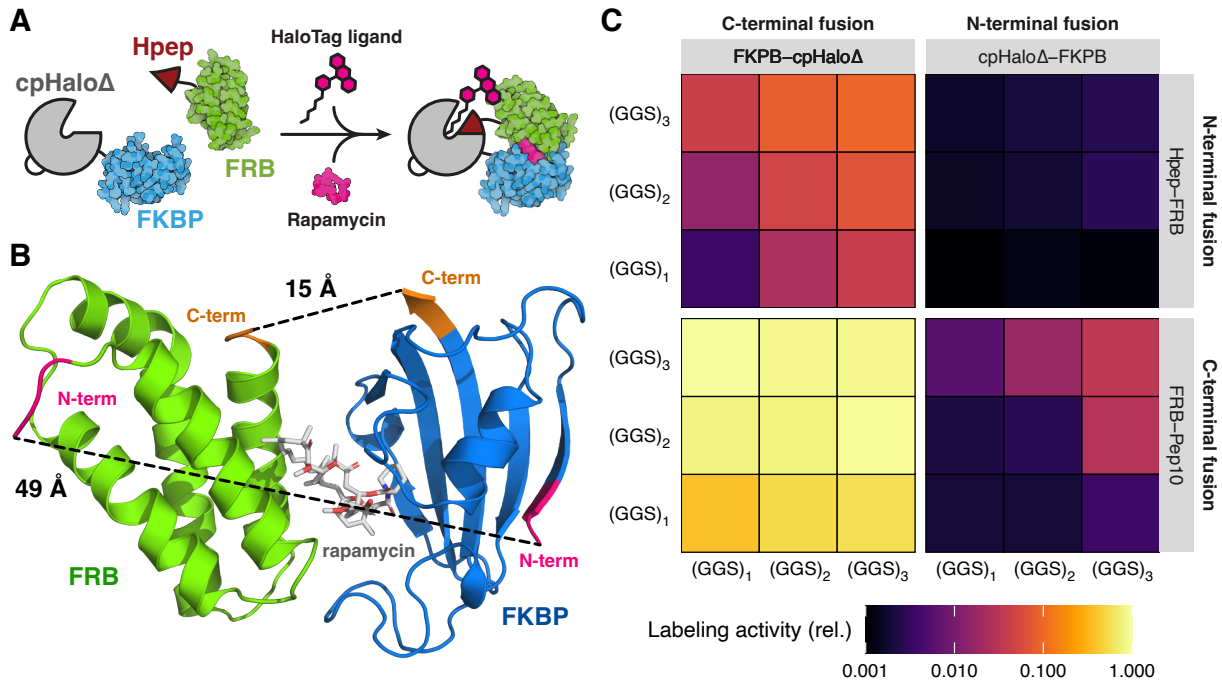 A
Hpep
cpHaloΔ
FRB
FKBP
HaloTag ligand
Rapamycin
B
C-term
15 Å
C-term
N-term
49 Å
rapamycin
N-term
FRB
FKBP
C
C-terminal fusion
N-terminal fusion
FKPB–cpHaloΔ
cpHaloΔ–FKPB
(GGS)3
(GGS)2
(GGS)1
Hpep–FRB
N-terminal fusion
(GGS)3
(GGS)2
(GGS)1
FRB–Pep10
C-terminal fusion
(GGS)1 (GGS)2 (GGS)3
(GGS)1 (GGS)2 (GGS)3
Labeling activity (rel.)
0.001 0.010 0.100 1.000